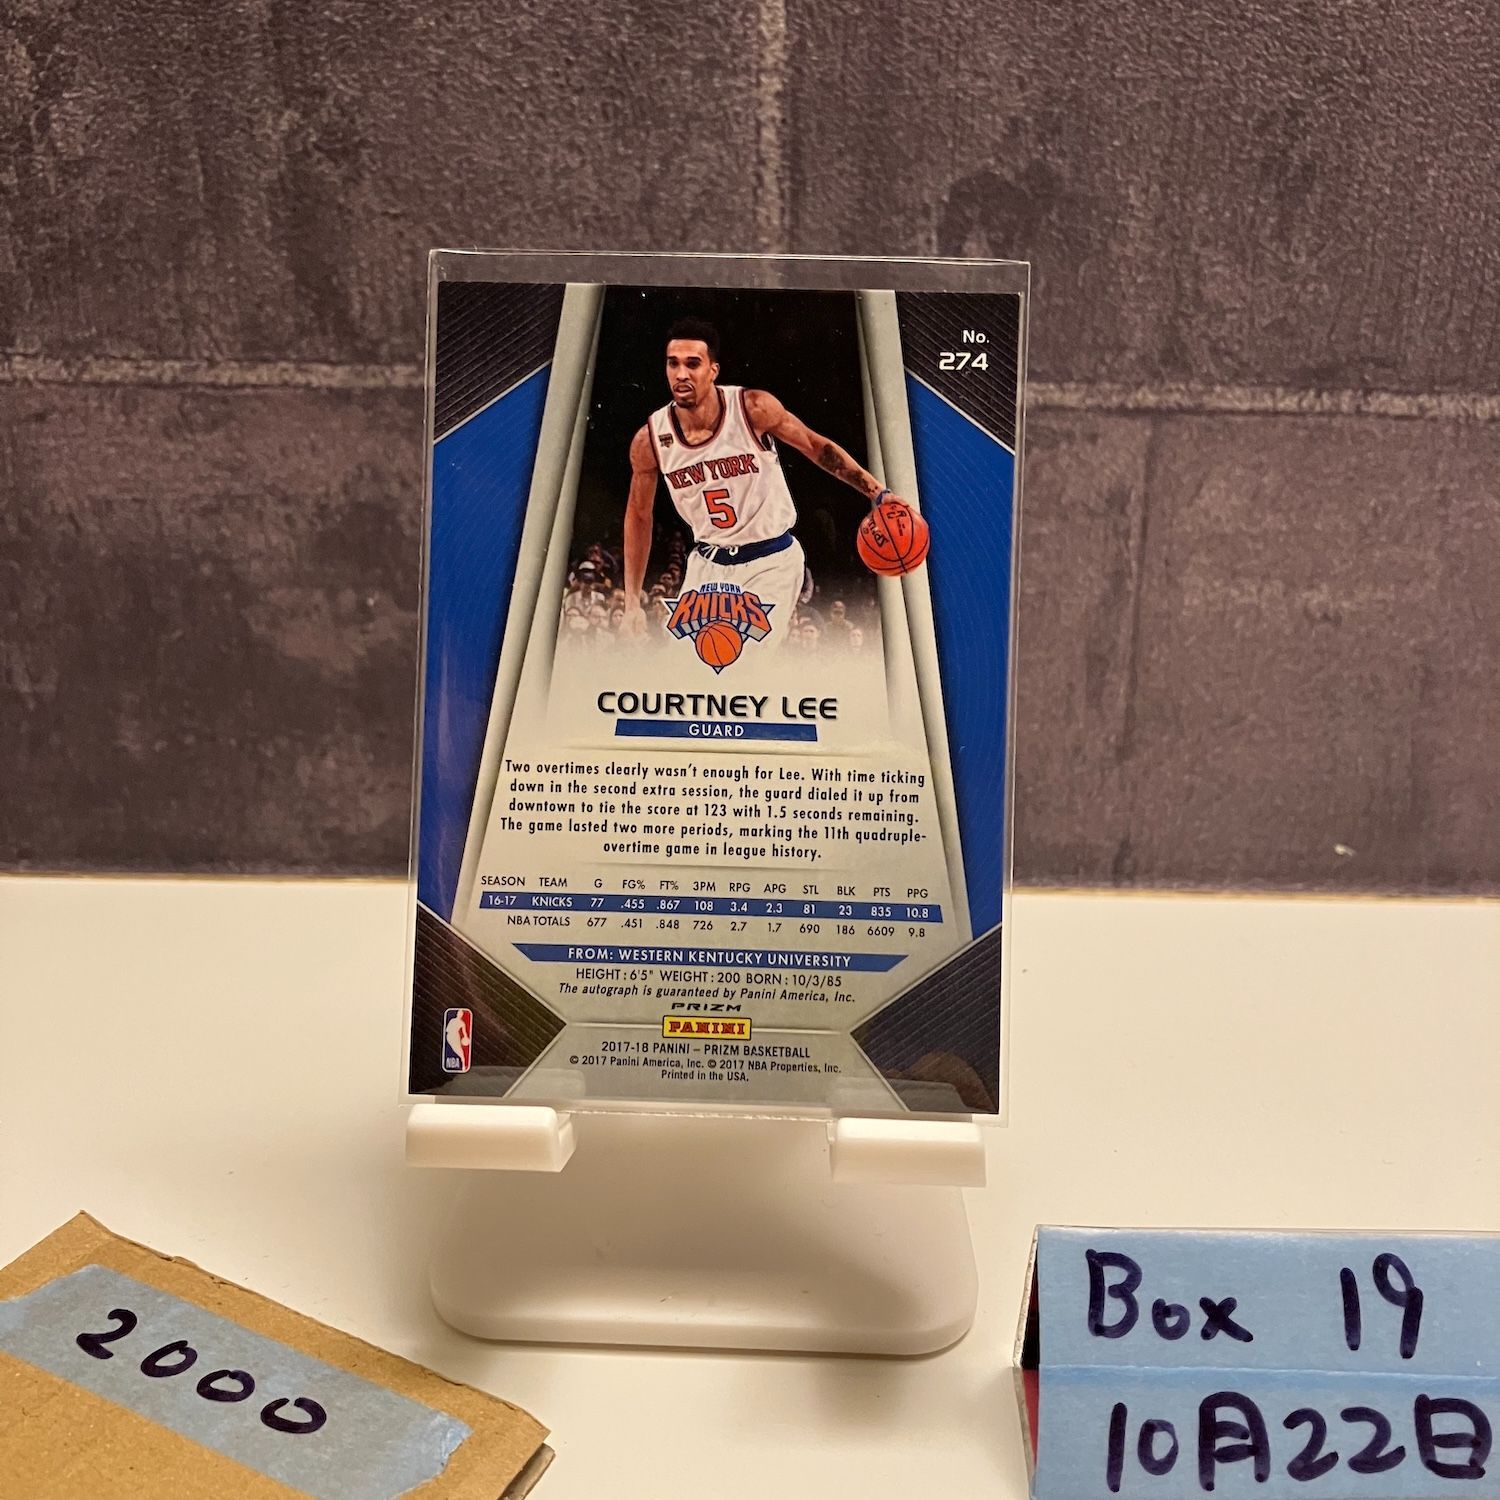 No.
274
NEW YORK
5
NEW YORK
KNICKS
COURTNEY LEE
GUARD
Two overtimes clearly wasn't enough for Lee. With time ticking
down in the second extra session, the guard dialed it up from
downtown to tie the score at 123 with 1.5 seconds remaining.
The game lasted two more periods, marking the 11th quadruple-
overtime game in league history.
SEASON TEAM G FG% FT% 3PM RPG APG STL BLK PTS PPG
16-17 KNICKS 77 .455 .867 108 3.4 2.3 81 23 835 10.8
NBA TOTALS 677 .451 .848 726 2.7 1.7 690 186 6609 9.8
FROM: WESTERN KENTUCKY UNIVERSITY
HEIGHT: 6'5" WEIGHT: 200 BORN: 10/3/85
The autograph is guaranteed by Panini America, Inc.
PRIZM
PANINI
NBA
2017-18 PANINI – PRIZM BASKETBALL
© 2017 Panini America, Inc. © 2017 NBA Properties, Inc.
Printed in the USA.
2000
Box 19
10月22日